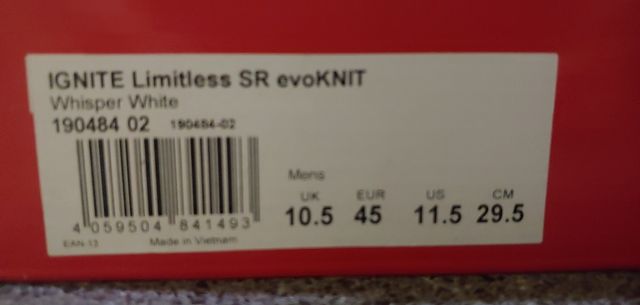 IGNITE Limitless SR evoKNIT
Whisper White
190484 02 190484-02
4 059504 841493
EAN-13 Made in Vietnam
Mens
UK EUR US CM
10.5 45 11.5 29.5